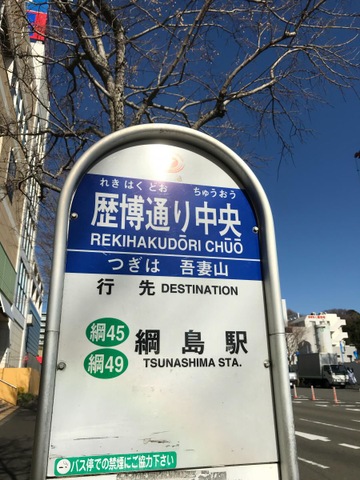 れき はく どお ちゅうおう
歴博通り中央
REKIHAKUDŌRI CHŪŌ
つぎは 吾妻山
行先 DESTINATION
綱45
綱49
綱島駅
TSUNASHIMA STA.
バス停での禁煙にご協力下さい